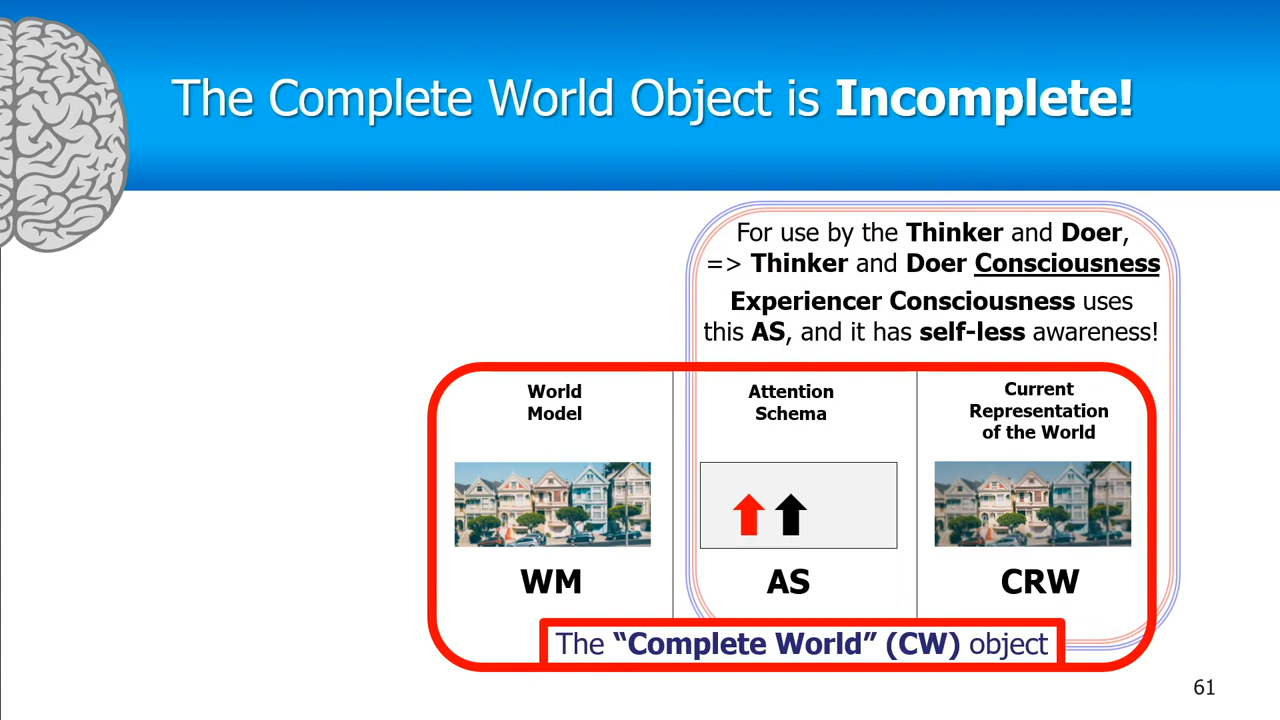 The Complete World Object is Incomplete!
For use by the Thinker and Doer,
=> Thinker and Doer Consciousness
Experiencer Consciousness uses
this AS, and it has self-less awareness!
World
Model
Attention
Schema
Current
Representation
of the World
WM
AS
CRW
The “Complete World” (CW) object
61